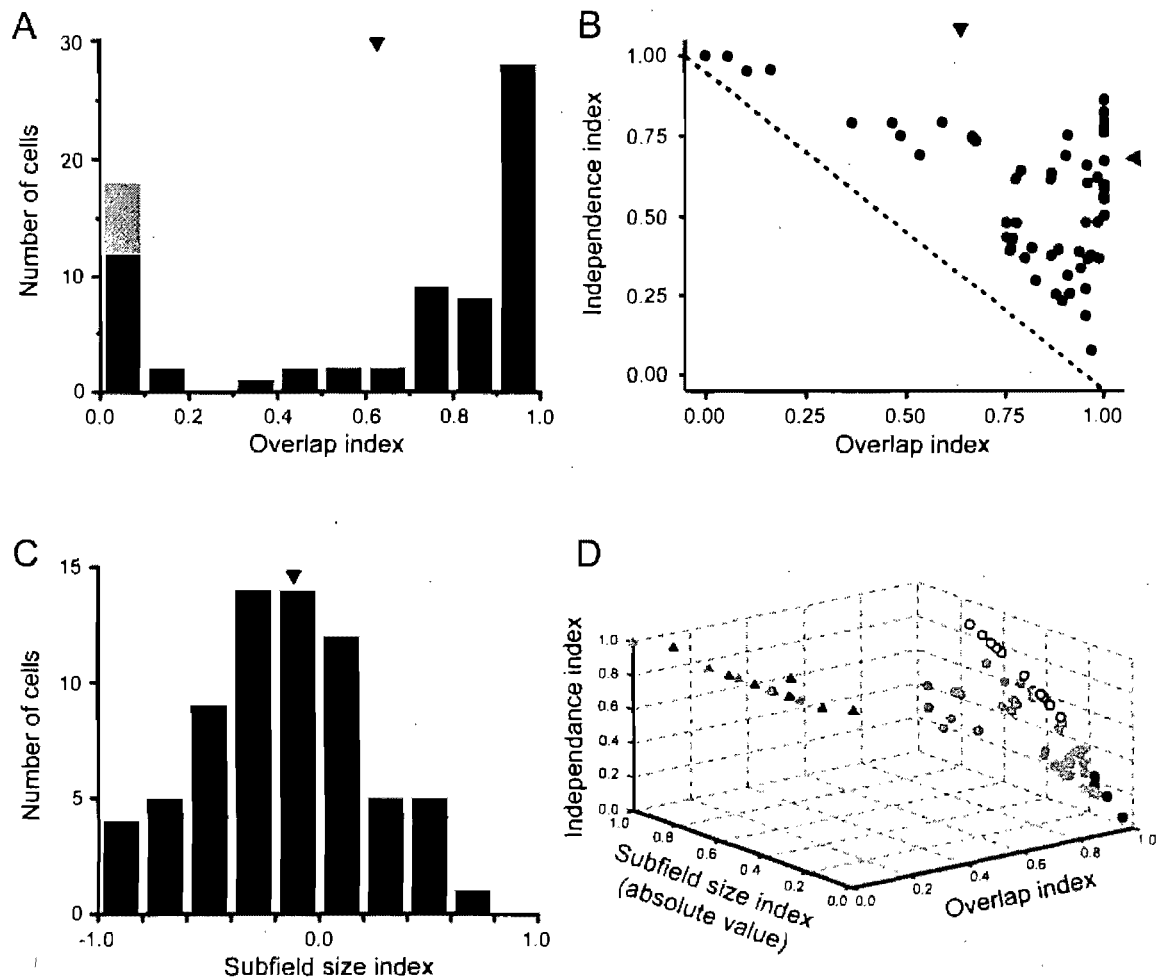 A
30
20
10
0
Number of cells
0.0 0.2 0.4 0.6 0.8 1.0
Overlap index
B
1.00
0.75
0.50
0.25
0.00
Independence index
0.00 0.25 0.50 0.75 1.00
Overlap index
C
15
10
5
0
Number of cells
-1.0 0.0 1.0
Subfield size index
D
Independance index
1.0
0.8
0.6
0.4
0.2
0.0
1.0 0.8 0.6 0.4 0.2 0.0
Subfield size index
(absolute value)
0.0 0.2 0.4 0.6 0.8 1.0
Overlap index